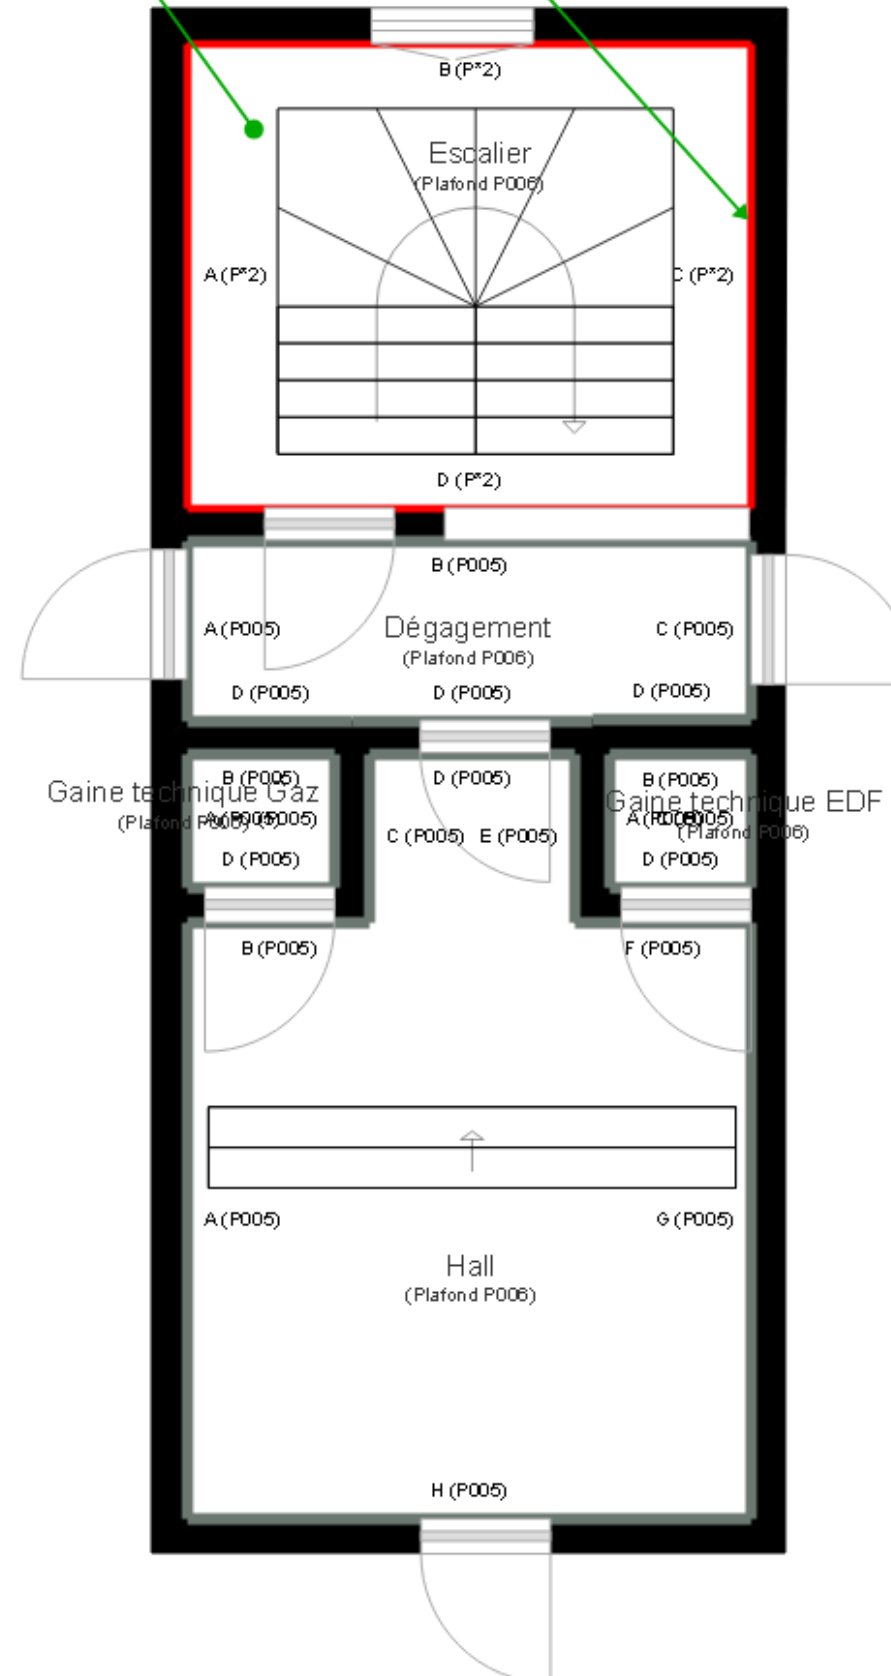 B (P*2)
Escalier
(Plafond P006)
A (P*2)
C (P*2)
D (P*2)
B (P005)
A (P005)
Dégagement
C (P005)
(Plafond P006)
D (P005)
D (P005)
D (P005)
B (P005)
D (P005)
B (P005)
Gaine technique Gaz
Gaine technique EDF
(Plafond
(Plafond P006)
C (P005)
E (P005)
D (P005)
D (P005)
B (P005)
F (P005)
A (P005)
G (P005)
Hall
(Plafond P006)
H (P005)